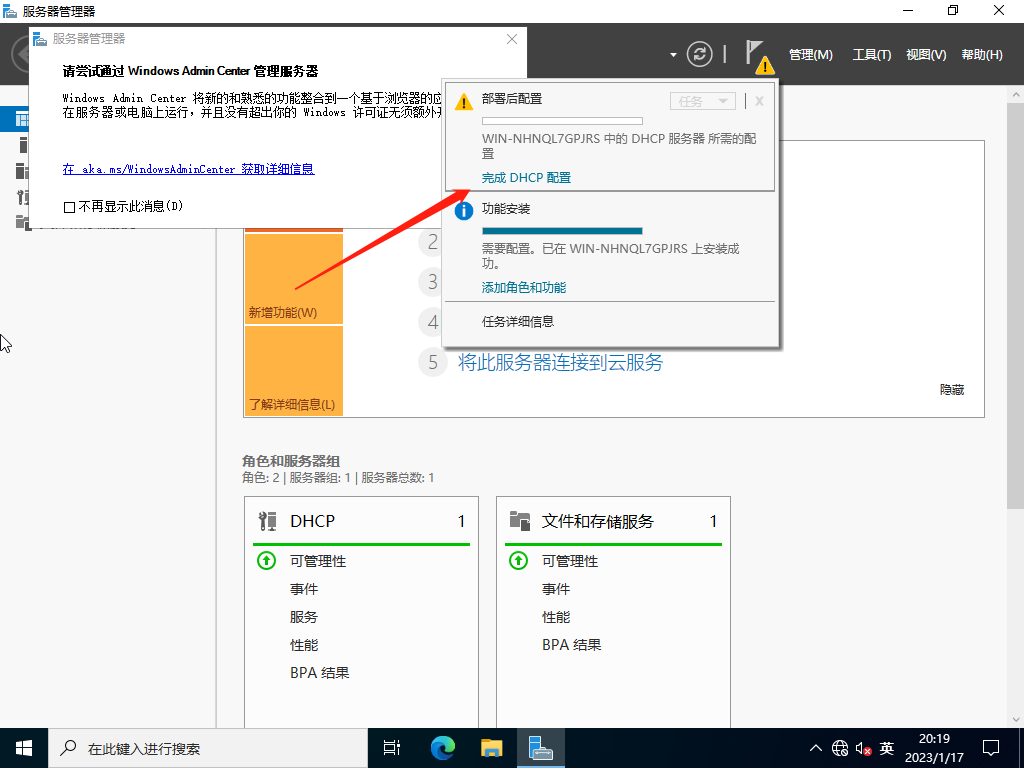 服务器管理器
服务器管理器
请尝试通过 Windows Admin Center 管理服务器
Windows Admin Center 将新的和熟悉的功能整合到一个基于浏览器的应
在服务器或电脑上运行，并且没有超出你的 Windows 许可证无须额外
在 aka.ms/WindowsAdminCenter 获取详细信息
不再显示此消息(D)
管理(M) 工具(T) 视图(V) 帮助(H)
部署后配置
任务
X
WIN-NHNQL7GPJRS 中的 DHCP 服务器 所需的配
置
完成 DHCP 配置
功能安装
需要配置。已在 WIN-NHNQL7GPJRS 上安装成
功。
添加角色和功能
任务详细信息
2
3
4
5 将此服务器连接到云服务
新增功能(W)
了解详细信息(L)
隐藏
角色和服务器组
角色: 2 | 服务器组: 1 | 服务器总数: 1
DHCP 1
可管理性
事件
服务
性能
BPA 结果
文件和存储服务 1
可管理性
事件
性能
BPA 结果
在此键入进行搜索
英
20:19
2023/1/17